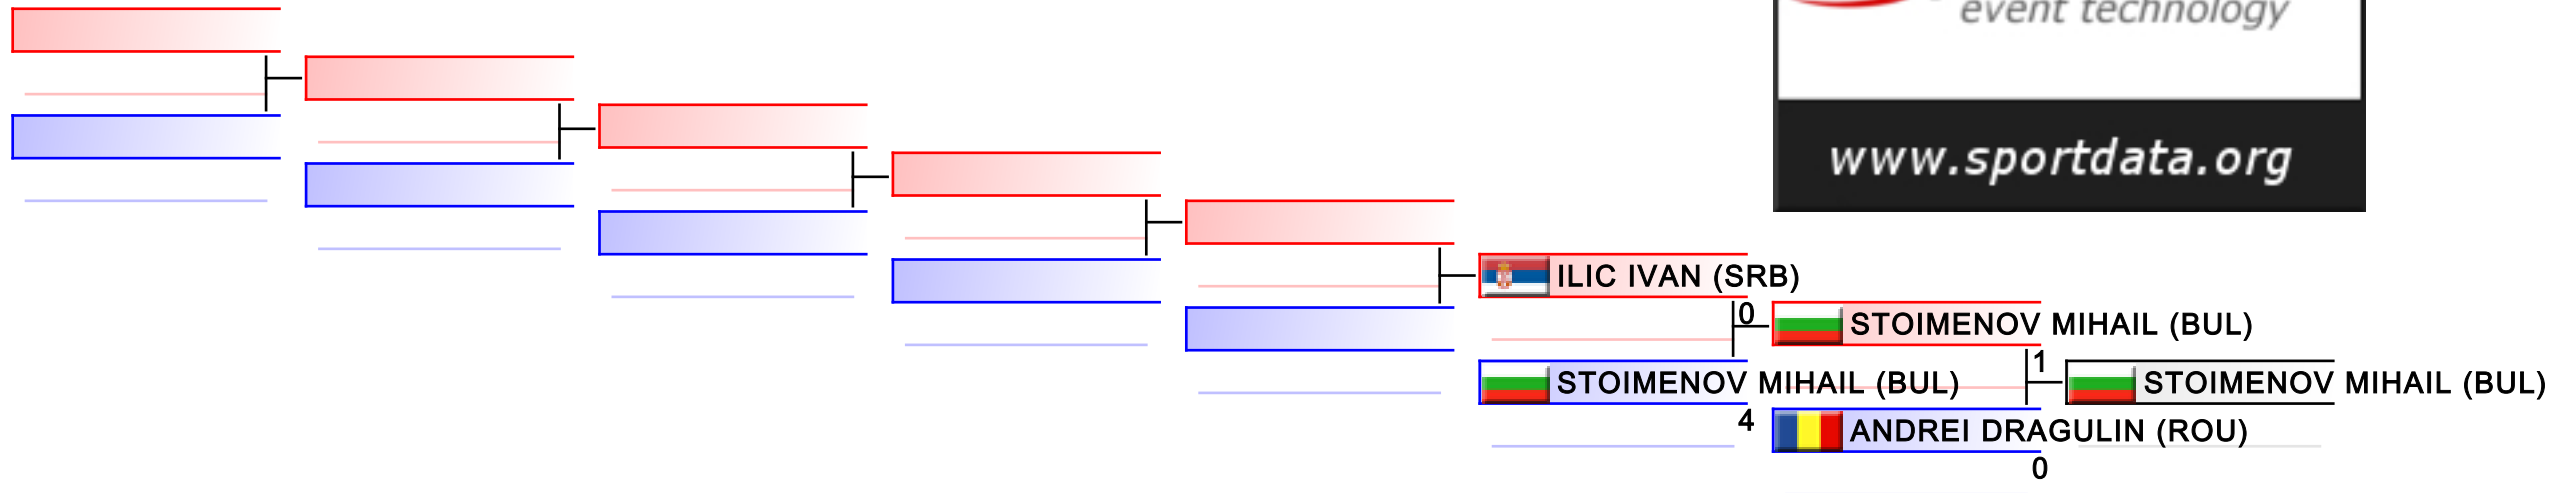 event technology
www.sportdata.org
ILIC IVAN (SRB)
0
STOIMENOV MIHAIL (BUL)
1
STOIMENOV MIHAIL (BUL)
STOIMENOV MIHAIL (BUL)
4
ANDREI DRAGULIN (ROU)
0